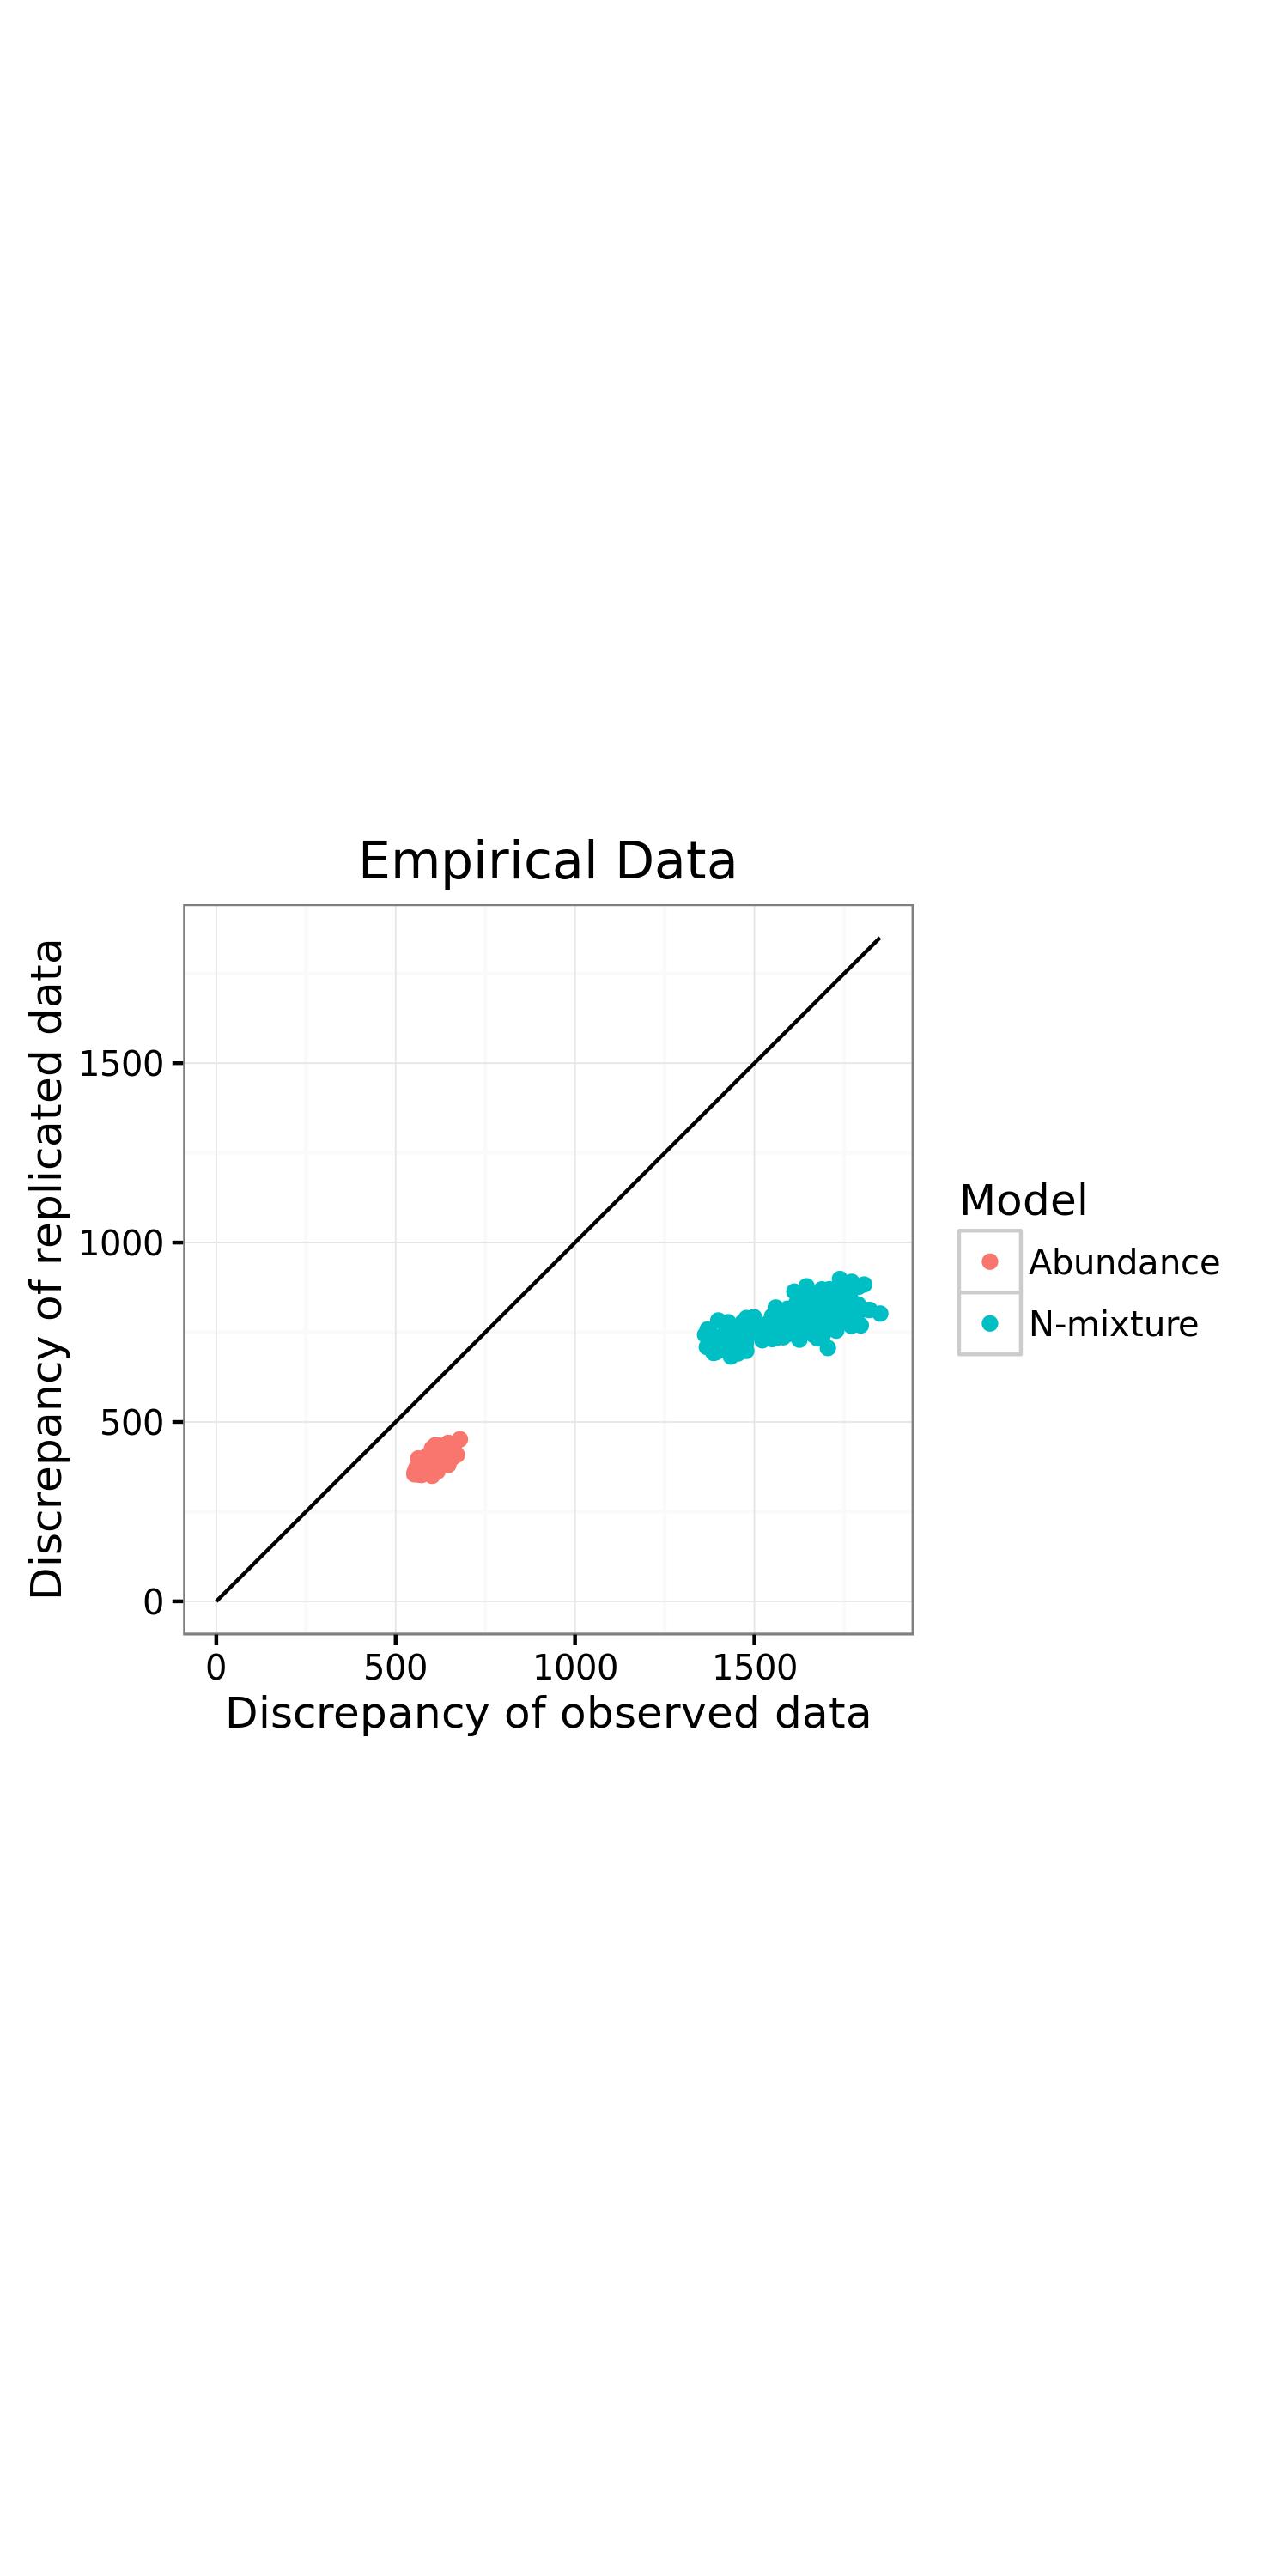 Empirical Data
Discrepancy of replicated data
1500
1000
500
0
0 500 1000 1500
Discrepancy of observed data
Model
Abundance
N-mixture